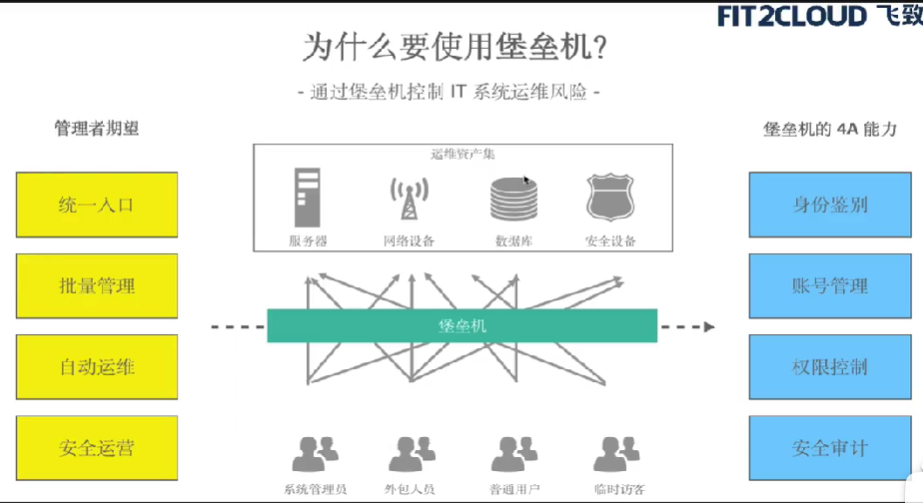 FIT2CLOUD 飞致
为什么要使用堡垒机?
- 通过堡垒机控制 IT 系统运维风险 -
管理者期望
统一入口
批量管理
自动运维
安全运营
运维资产集
服务器
网络设备
数据库
安全设备
堡垒机
系统管理员
外包人员
普通用户
临时访客
堡垒机的 4A 能力
身份鉴别
账号管理
权限控制
安全审计